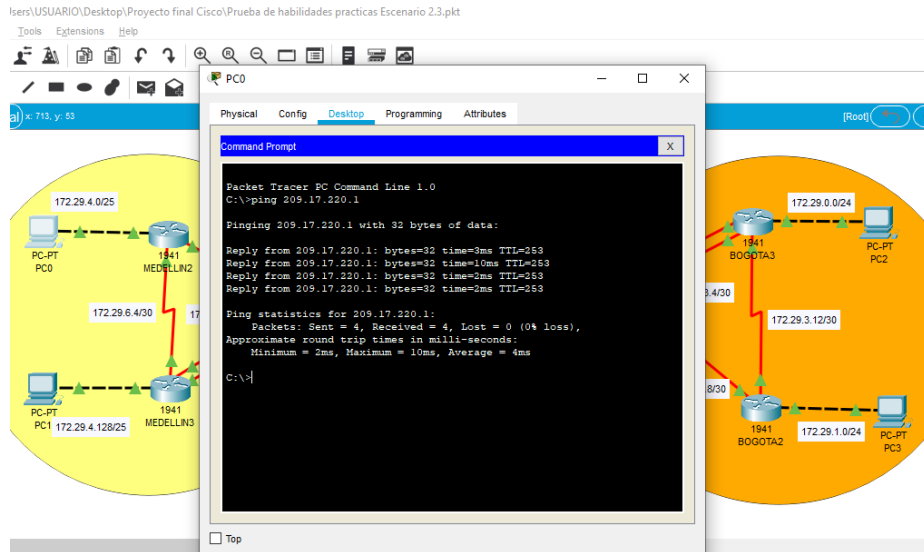 Jsers\USUARIO\Desktop\Proyecto final Cisco\Prueba de habilidades practicas Escenario 2.3.pkt
Tools Extensions Help
x: 713, y: 53
[Root]
PC0
Physical Config Desktop Programming Attributes
Command Prompt
X
Packet Tracer PC Command Line 1.0
C:\>ping 209.17.220.1
Pinging 209.17.220.1 with 32 bytes of data:
Reply from 209.17.220.1: bytes=32 time=3ms TTL=253
Reply from 209.17.220.1: bytes=32 time=10ms TTL=253
Reply from 209.17.220.1: bytes=32 time=2ms TTL=253
Reply from 209.17.220.1: bytes=32 time=2ms TTL=253
Ping statistics for 209.17.220.1:
Packets: Sent = 4, Received = 4, Lost = 0 (0% loss),
Approximate round trip times in milli-seconds:
Minimum = 2ms, Maximum = 10ms, Average = 4ms
C:\>
Top
172.29.4.0/25
PC-PT
PC0
1941
MEDELLIN2
172.29.6.4/30
17
PC-PT
PC1
172.29.4.128/25
1941
MEDELLIN3
172.29.0.0/24
1941
BOGOTA3
PC-PT
PC2
3.4/30
172.29.3.12/30
8/30
1941
BOGOTA2
172.29.1.0/24
PC-PT
PC3